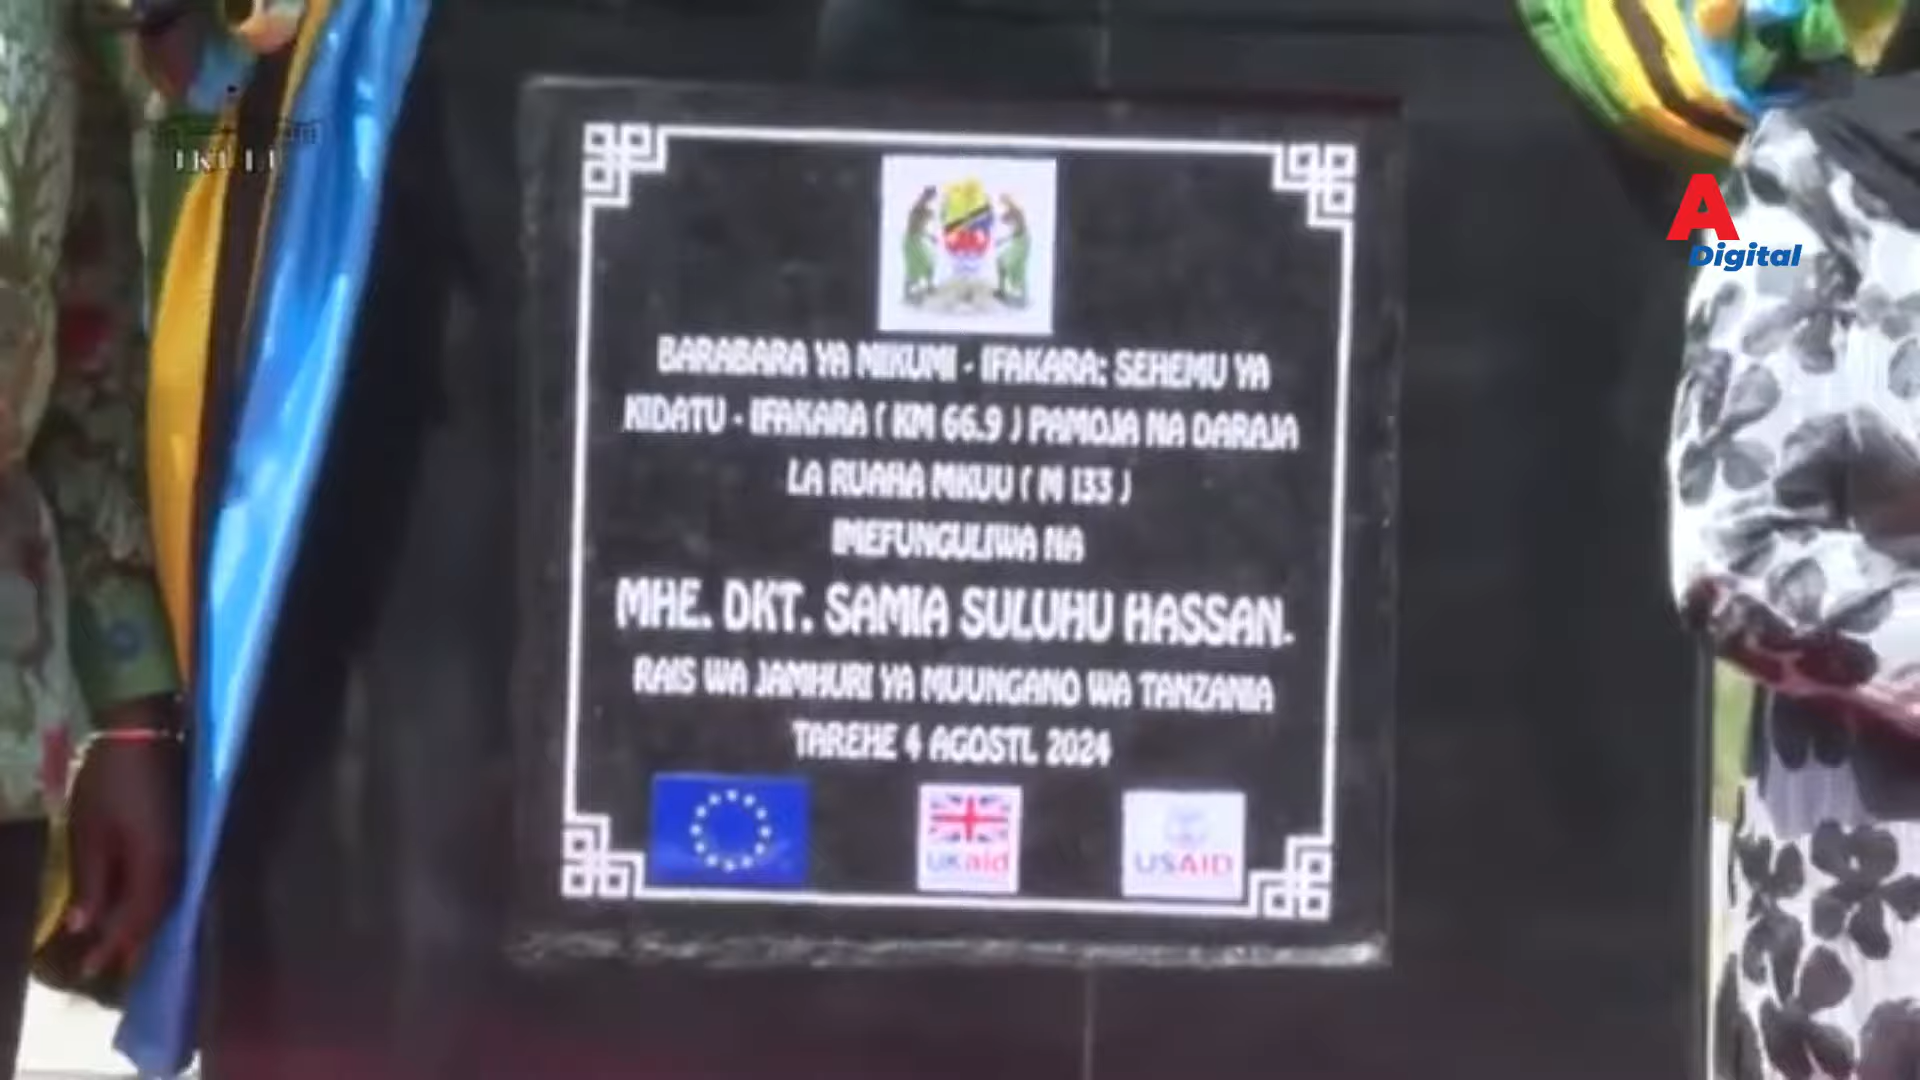 IKULU
A
Digital
BARABARA YA MIKUMI - IFAKARA: SEHEMU YA
KIDATU - IFAKARA ( KM 66.9 ) PAMOJA NA DARAJA
LA RUAHA MKUU ( M 133 )
IMEFUNGULIWA NA
MHE. DKT. SAMIA SULUHU HASSAN.
RAIS WA JAMHURI YA MUUNGANO WA TANZANIA
TAREHE 4 AGOSTI, 2024
UKaid
USAID